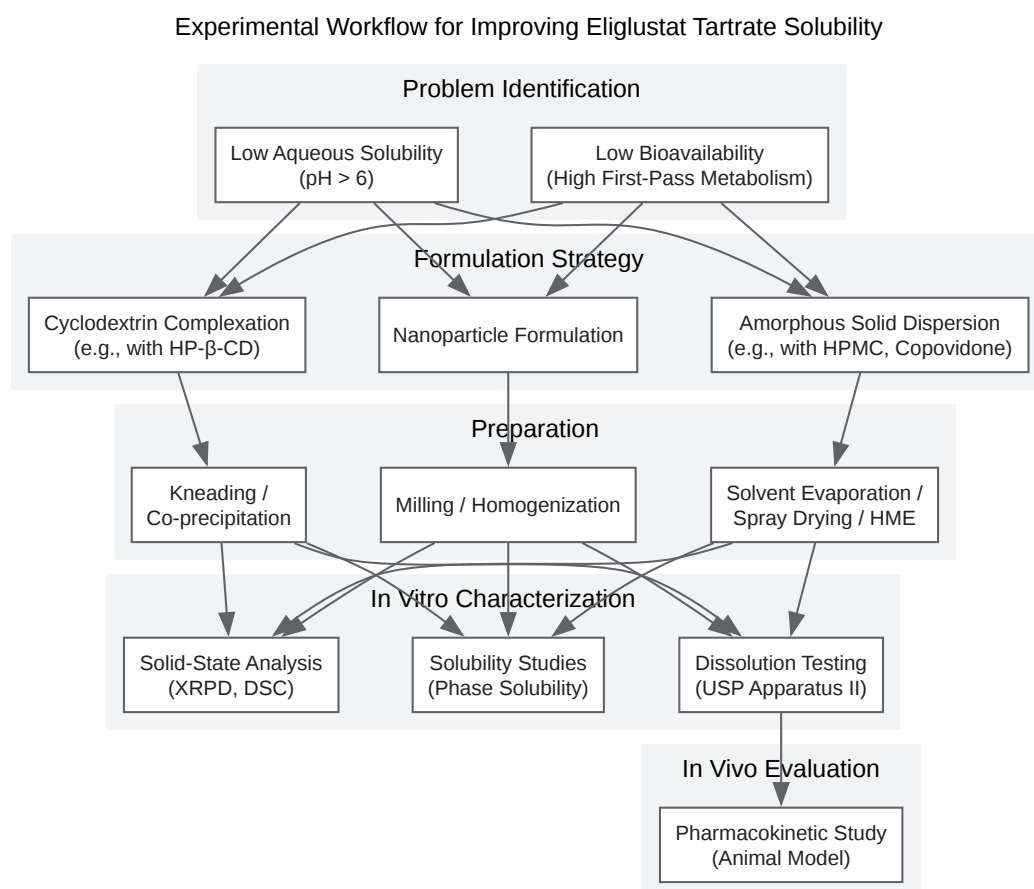 Experimental Workflow for Improving Eliglustat Tartrate Solubility
Problem Identification
Low Aqueous Solubility
(pH > 6)
Low Bioavailability
(High First-Pass Metabolism)
Formulation Strategy
Cyclodextrin Complexation
(e.g., with HP-β-CD)
Nanoparticle Formulation
Amorphous Solid Dispersion
(e.g., with HPMC, Copovidone)
Preparation
Kneading /
Co-precipitation
Milling / Homogenization
Solvent Evaporation /
Spray Drying / HME
In Vitro Characterization
Solid-State Analysis
(XRPD, DSC)
Solubility Studies
(Phase Solubility)
Dissolution Testing
(USP Apparatus II)
In Vivo Evaluation
Pharmacokinetic Study
(Animal Model)